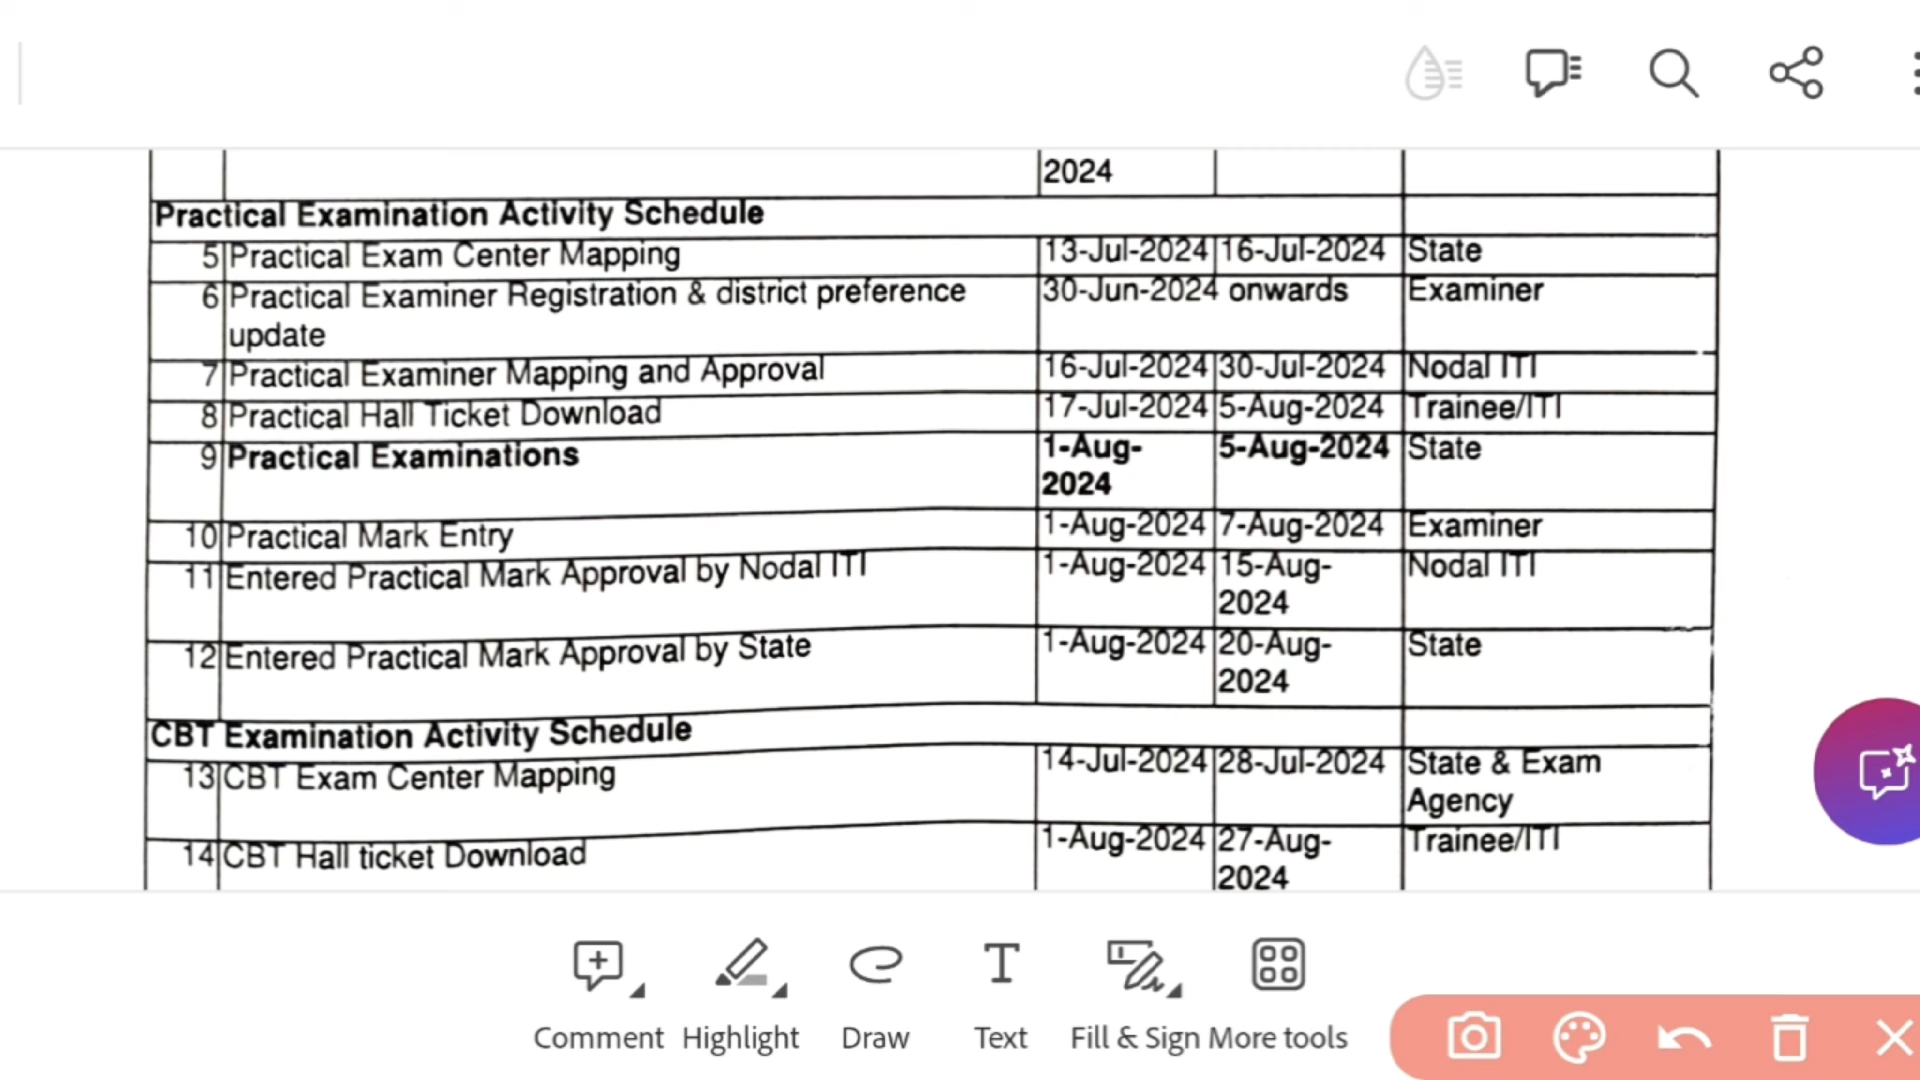 2024
Practical Examination Activity Schedule
5 Practical Exam Center Mapping 13-Jul-2024 16-Jul-2024 State
6 Practical Examiner Registration & district preference 30-Jun-2024 onwards Examiner
update
7 Practical Examiner Mapping and Approval 16-Jul-2024 30-Jul-2024 Nodal ITI
8 Practical Hall Ticket Download 17-Jul-2024 5-Aug-2024 Trainee/ITI
9 Practical Examinations 1-Aug- 5-Aug-2024 State
2024
10 Practical Mark Entry 1-Aug-2024 7-Aug-2024 Examiner
11 Entered Practical Mark Approval by Nodal ITI 1-Aug-2024 15-Aug- Nodal ITI
2024
12 Entered Practical Mark Approval by State 1-Aug-2024 20-Aug- State
2024
CBT Examination Activity Schedule
13 CBT Exam Center Mapping 14-Jul-2024 28-Jul-2024 State & Exam
Agency
14 CBT Hall ticket Download 1-Aug-2024 27-Aug- Trainee/ITI
2024
Comment Highlight Draw Text Fill & Sign More tools